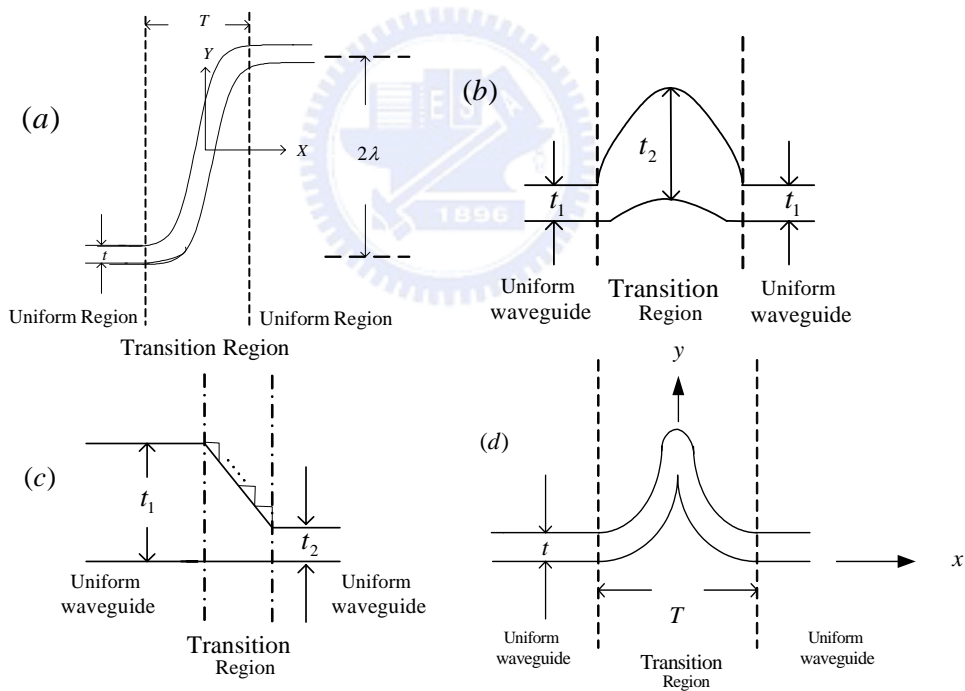 (a)
T
Y
X
2λ
t
Uniform Region
Uniform Region
Transition Region
(b)
t₂
t₁
t₁
Uniform
waveguide
Transition
Region
Uniform
waveguide
(c)
t₁
t₂
Uniform
waveguide
Uniform
waveguide
Transition
Region
(d)
y
t
x
T
Uniform
waveguide
Transition
Region
Uniform
waveguide
E S A
1896